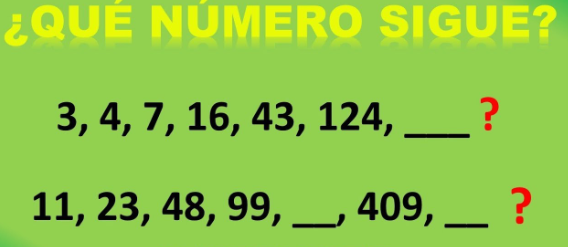 ¿QUÉ NÚMERO SIGUE?
3, 4, 7, 16, 43, 124, ___ ?
11, 23, 48, 99, __, 409, __ ?